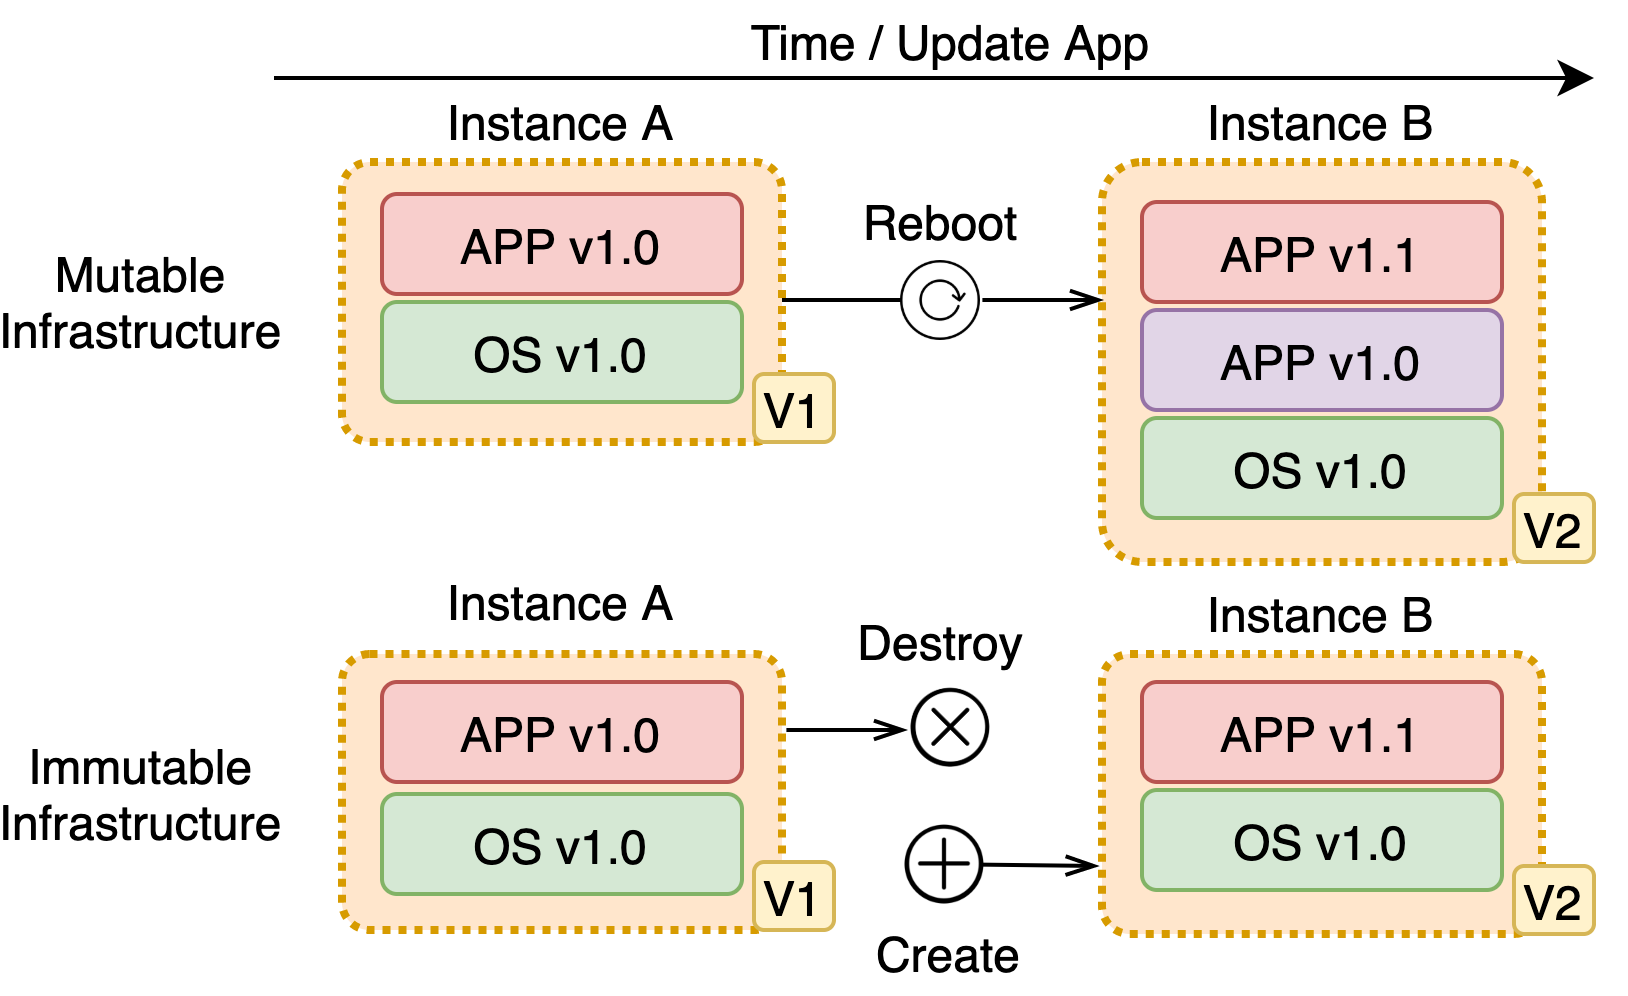 Time / Update App
Instance A
Instance B
Mutable
Infrastructure
APP v1.0
OS v1.0
V1
Reboot
APP v1.1
APP v1.0
OS v1.0
V2
Instance A
Instance B
Immutable
Infrastructure
APP v1.0
OS v1.0
V1
Destroy
Create
APP v1.1
OS v1.0
V2